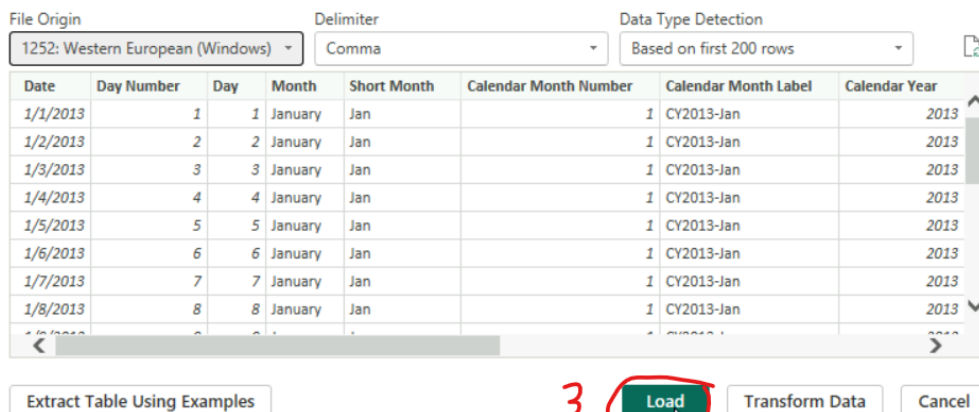 File Origin Delimiter Data Type Detection
1252: Western European (Windows) Comma Based on first 200 rows
Date Day Number Day Month Short Month Calendar Month Number Calendar Month Label Calendar Year
1/1/2013 1 1 January Jan 1 CY2013-Jan 2013
1/2/2013 2 2 January Jan 1 CY2013-Jan 2013
1/3/2013 3 3 January Jan 1 CY2013-Jan 2013
1/4/2013 4 4 January Jan 1 CY2013-Jan 2013
1/5/2013 5 5 January Jan 1 CY2013-Jan 2013
1/6/2013 6 6 January Jan 1 CY2013-Jan 2013
1/7/2013 7 7 January Jan 1 CY2013-Jan 2013
1/8/2013 8 8 January Jan 1 CY2013-Jan 2013
Extract Table Using Examples 3 Load Transform Data Cancel